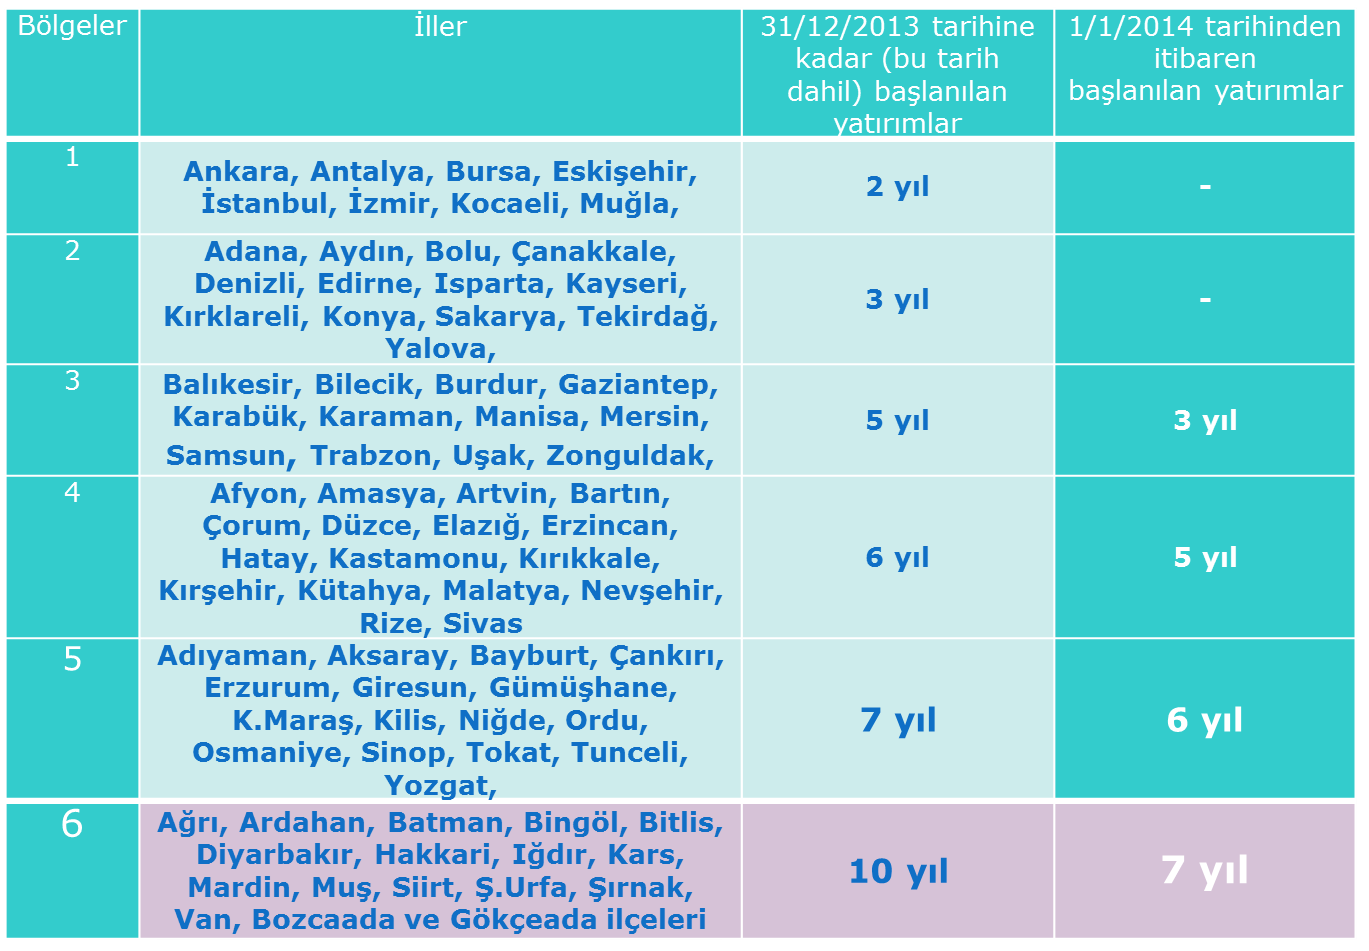 Bölgeler
İller
31/12/2013 tarihine
kadar (bu tarih
dahil) başlanılan
yatırımlar
1/1/2014 tarihinden
itibaren
başlanılan yatırımlar
1
Ankara, Antalya, Bursa, Eskişehir,
İstanbul, İzmir, Kocaeli, Muğla,
2 yıl
-
2
Adana, Aydın, Bolu, Çanakkale,
Denizli, Edirne, Isparta, Kayseri,
Kırklareli, Konya, Sakarya, Tekirdağ,
Yalova,
3 yıl
-
3
Balıkesir, Bilecik, Burdur, Gaziantep,
Karabük, Karaman, Manisa, Mersin,
Samsun, Trabzon, Uşak, Zonguldak,
5 yıl
3 yıl
4
Afyon, Amasya, Artvin, Bartın,
Çorum, Düzce, Elazığ, Erzincan,
Hatay, Kastamonu, Kırıkkale,
Kırşehir, Kütahya, Malatya, Nevşehir,
Rize, Sivas
6 yıl
5 yıl
5
Adıyaman, Aksaray, Bayburt, Çankırı,
Erzurum, Giresun, Gümüşhane,
K.Maraş, Kilis, Niğde, Ordu,
Osmaniye, Sinop, Tokat, Tunceli,
Yozgat,
7 yıl
6 yıl
6
Ağrı, Ardahan, Batman, Bingöl, Bitlis,
Diyarbakır, Hakkari, Iğdır, Kars,
Mardin, Muş, Siirt, Ş.Urfa, Şırnak,
Van, Bozcaada ve Gökçeada ilçeleri
10 yıl
7 yıl